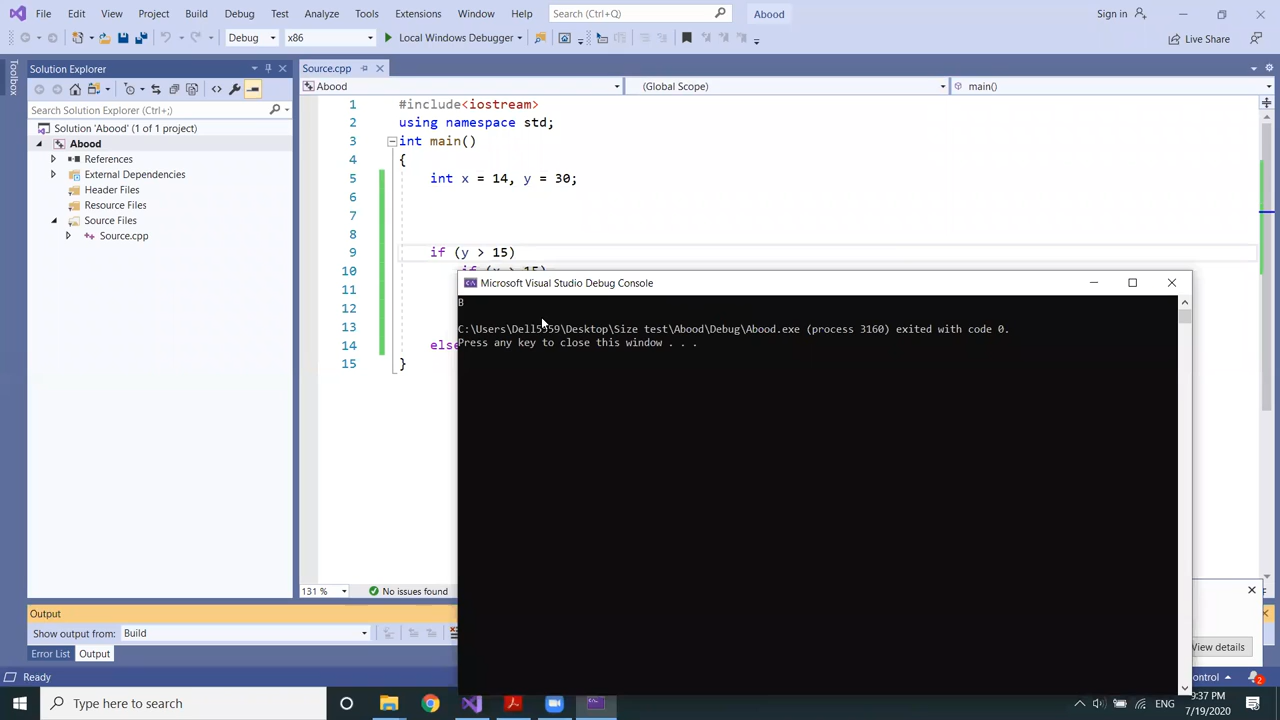 File Edit View Project Build Debug Test Analyze Tools Extensions Window Help Search (Ctrl+Q) Abood Sign in
Debug x86 Local Windows Debugger Live Share
Toolbox
Solution Explorer
Source.cpp
Abood (Global Scope) main()
Search Solution Explorer (Ctrl+;)
Solution 'Abood' (1 of 1 project)
Abood
References
External Dependencies
Header Files
Resource Files
Source Files
Source.cpp
1 #include<iostream>
2 using namespace std;
3 int main()
4 {
5 int x = 14, y = 30;
6
7
8
9 if (y > 15)
10
11
12
13
14 else
15 }
Microsoft Visual Studio Debug Console
B
C:\Users\Dell5559\Desktop\Size test\Abood\Debug\Abood.exe (process 3160) exited with code 0.
Press any key to close this window . . .
131 % No issues found
Output
Show output from: Build
Error List Output
View details
Ready
2
Type here to search
ENG
9:37 PM
7/19/2020